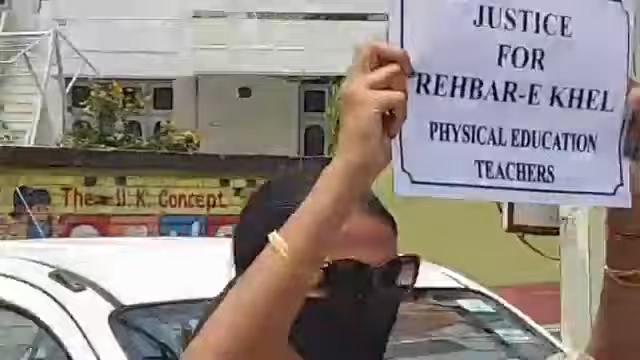 JUSTICE
FOR
REHBAR-E KHEL
PHYSICAL EDUCATION
TEACHERS
The U.K. Concept